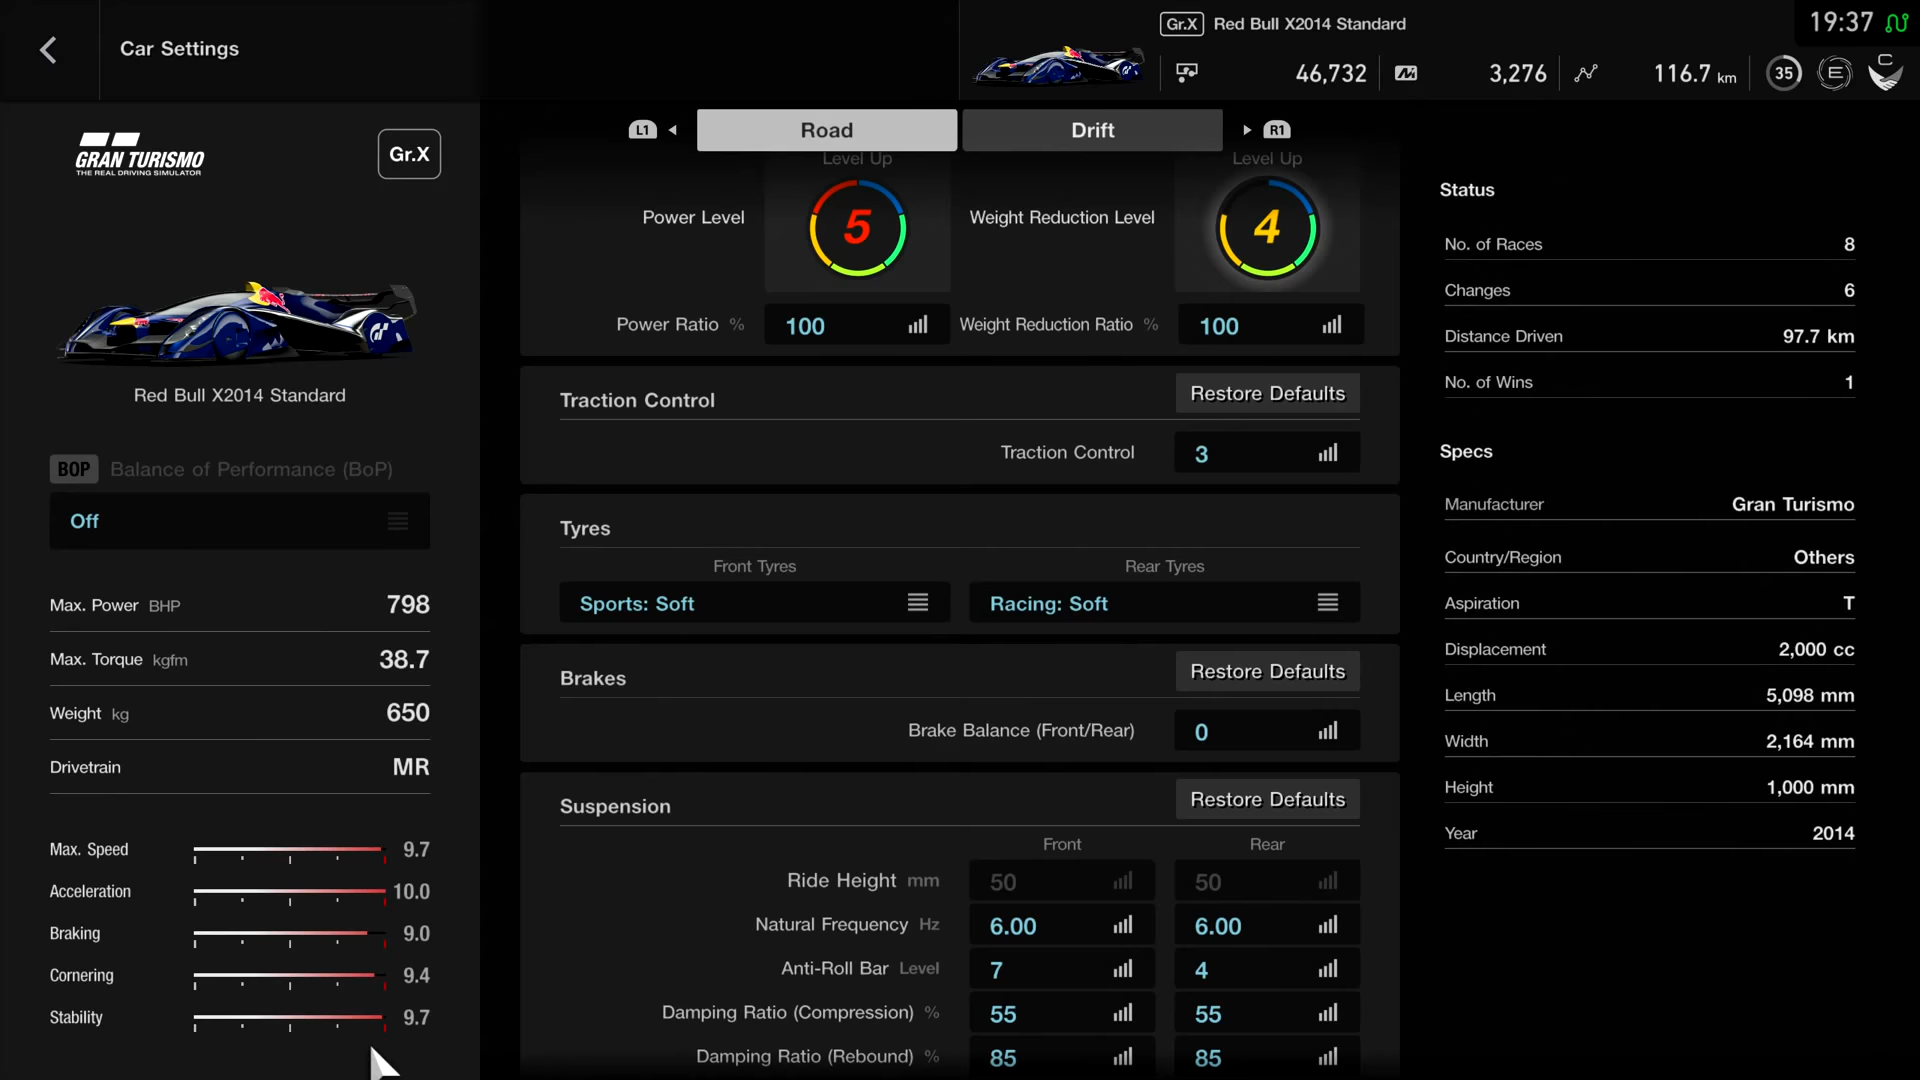 Car Settings
Gr.X Red Bull X2014 Standard
19:37
46,732
3,276
116.7 km
35
E
C
GRAN TURISMO
THE REAL DRIVING SIMULATOR
Gr.X
Red Bull X2014 Standard
BOP Balance of Performance (BoP)
Off
Max. Power BHP 798
Max. Torque kgfm 38.7
Weight kg 650
Drivetrain MR
Max. Speed 9.7
Acceleration 10.0
Braking 9.0
Cornering 9.4
Stability 9.7
L1 Road Drift R1
Level Up Level Up
Power Level 5 Weight Reduction Level 4
Power Ratio % 100 Weight Reduction Ratio % 100
Traction Control Restore Defaults
Traction Control 3
Tyres
Front Tyres Rear Tyres
Sports: Soft Racing: Soft
Brakes Restore Defaults
Brake Balance (Front/Rear) 0
Suspension Restore Defaults
Front Rear
Ride Height mm 50 50
Natural Frequency Hz 6.00 6.00
Anti-Roll Bar Level 7 4
Damping Ratio (Compression) % 55 55
Damping Ratio (Rebound) % 85 85
Status
No. of Races 8
Changes 6
Distance Driven 97.7 km
No. of Wins 1
Specs
Manufacturer Gran Turismo
Country/Region Others
Aspiration T
Displacement 2,000 cc
Length 5,098 mm
Width 2,164 mm
Height 1,000 mm
Year 2014